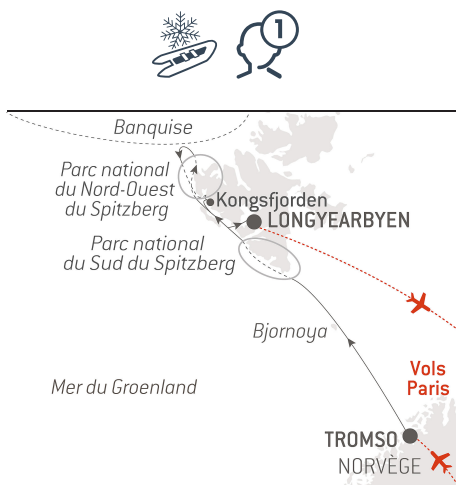 1
Banquise
Parc national
du Nord-Ouest
du Spitzberg
Kongsfjorden
LONGYEARBYEN
Parc national
du Sud du Spitzberg
Bjornoya
Mer du Groenland
Vols
Paris
TROMSO
NORVÈGE